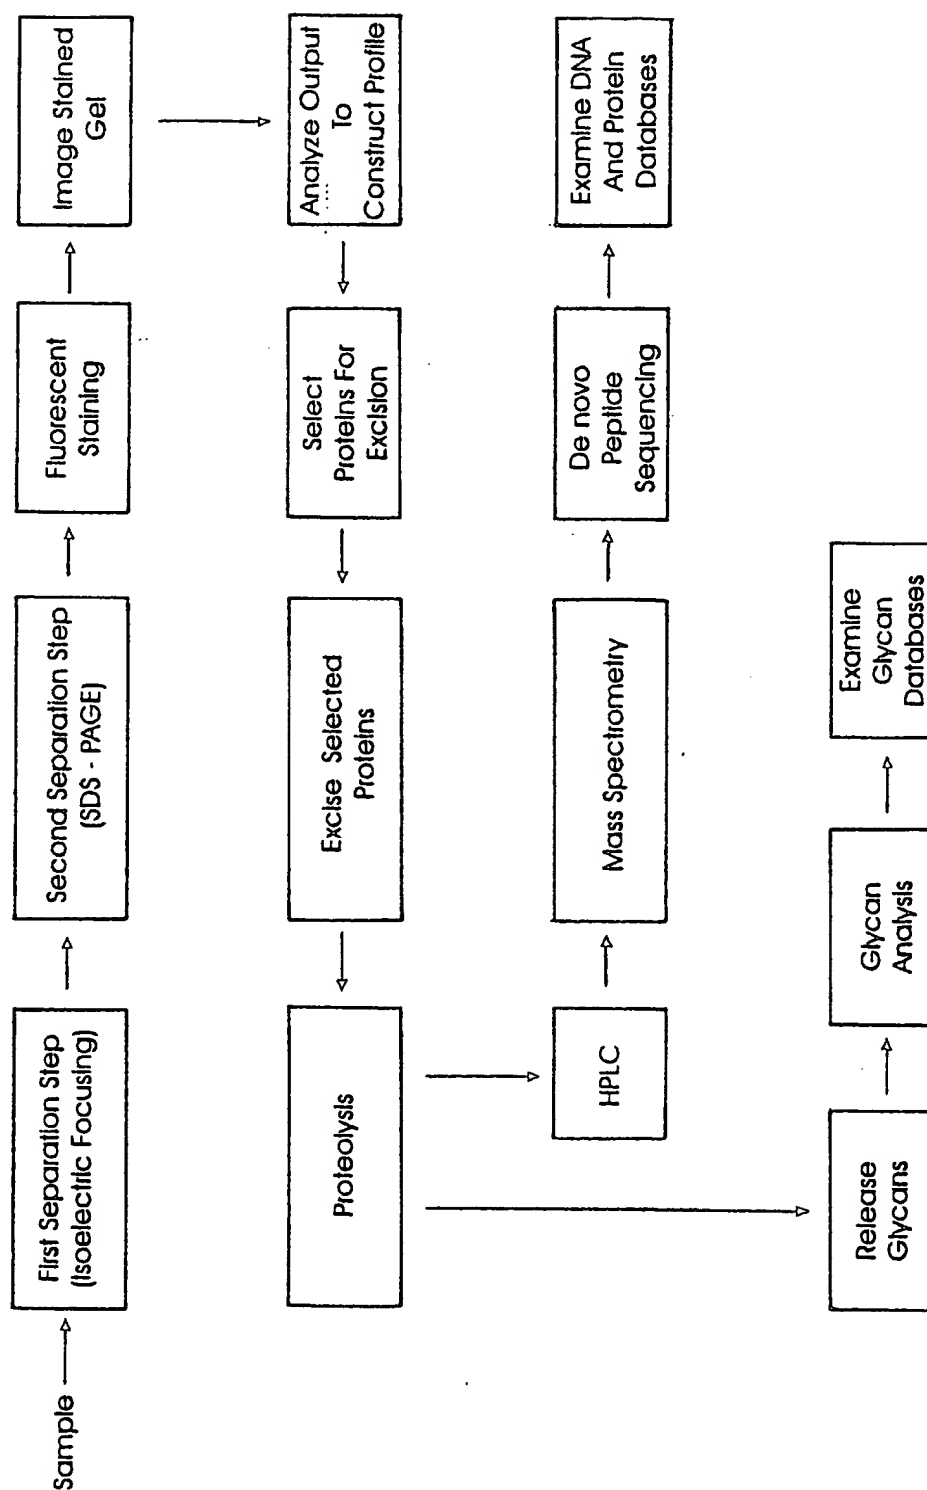 Sample
First Separation Step
(Isoelectric Focusing)
Second Separation Step
(SDS - PAGE)
Fluorescent
Staining
Image Stained
Gel
Analyze Output
To
Construct Profile
Select
Proteins For
Excision
Excise Selected
Proteins
Proteolysis
HPLC
Mass Spectrometry
De novo
Peptide
Sequencing
Examine DNA
And Protein
Databases
Release
Glycans
Glycan
Analysis
Examine
Glycan
Databases